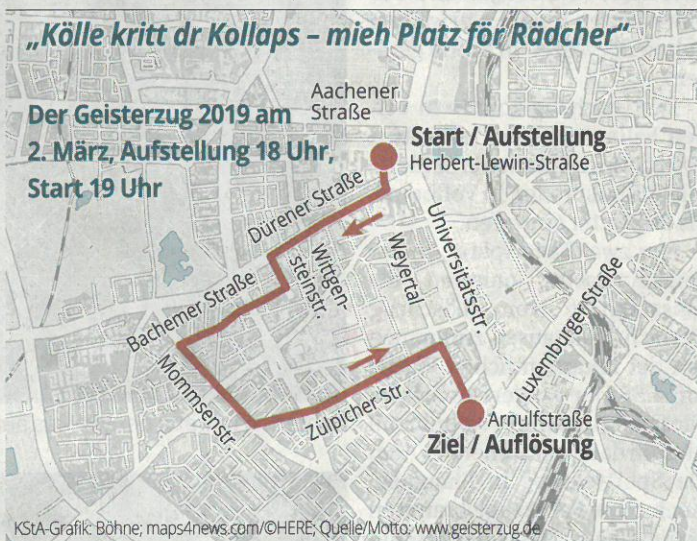 „Kölle kritt dr Kollaps – mieh Platz för Rädcher“
Der Geisterzug 2019 am
2. März, Aufstellung 18 Uhr,
Start 19 Uhr
Aachener
Straße
Start / Aufstellung
Herbert-Lewin-Straße
Dürener Straße
Wittgen-
steinstr.
Weyertal
Universitätsstr.
Bachemer Straße
Luxemburger Straße
Mommsenstr.
Zülpicher Str.
Arnulfstraße
Ziel / Auflösung
KStA-Grafik: Böhne; maps4news.com/©HERE; Quelle/Motto: www.geisterzug.de